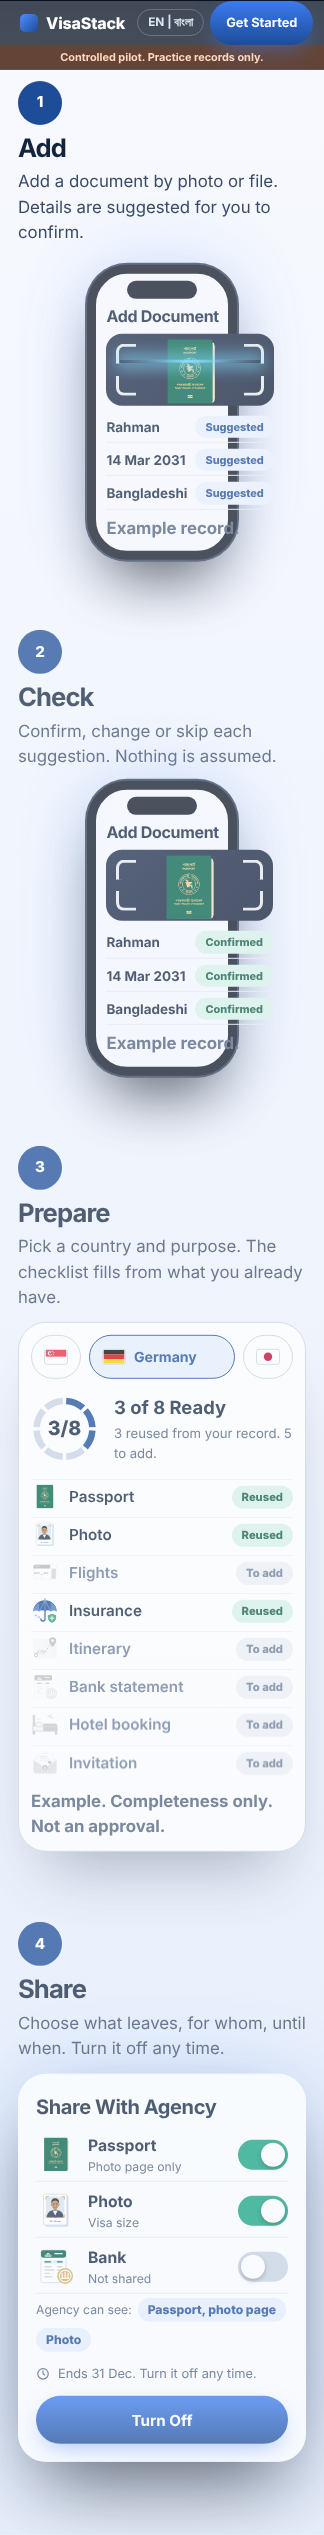 VisaStack
EN | বাংলা
Get Started
Controlled pilot. Practice records only.
1
Add
Add a document by photo or file.
Details are suggested for you to
confirm.
Add Document
Rahman Suggested
14 Mar 2031 Suggested
Bangladeshi Suggested
Example record.
2
Check
Confirm, change or skip each
suggestion. Nothing is assumed.
Add Document
Rahman Confirmed
14 Mar 2031 Confirmed
Bangladeshi Confirmed
Example record.
3
Prepare
Pick a country and purpose. The
checklist fills from what you already
have.
Germany
3/8
3 of 8 Ready
3 reused from your record. 5
to add.
Passport Reused
Photo Reused
Flights To add
Insurance Reused
Itinerary To add
Bank statement To add
Hotel booking To add
Invitation To add
Example. Completeness only.
Not an approval.
4
Share
Choose what leaves, for whom, until
when. Turn it off any time.
Share With Agency
Passport
Photo page only
Photo
Visa size
Bank
Not shared
Agency can see: Passport, photo page
Photo
Ends 31 Dec. Turn it off any time.
Turn Off